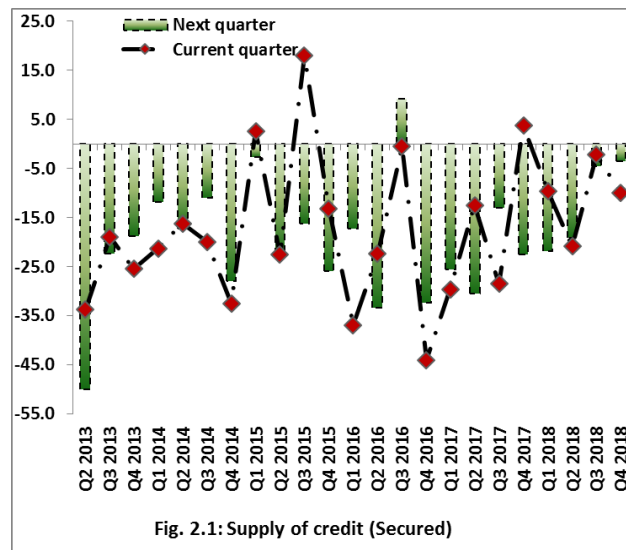 Next quarter
Current quarter
25.0
15.0
5.0
-5.0
-15.0
-25.0
-35.0
-45.0
-55.0
Q2 2013
Q3 2013
Q4 2013
Q1 2014
Q2 2014
Q3 2014
Q4 2014
Q1 2015
Q2 2015
Q3 2015
Q4 2015
Q1 2016
Q2 2016
Q3 2016
Q4 2016
Q1 2017
Q2 2017
Q3 2017
Q4 2017
Q1 2018
Q2 2018
Q3 2018
Q4 2018
Fig. 2.1: Supply of credit (Secured)